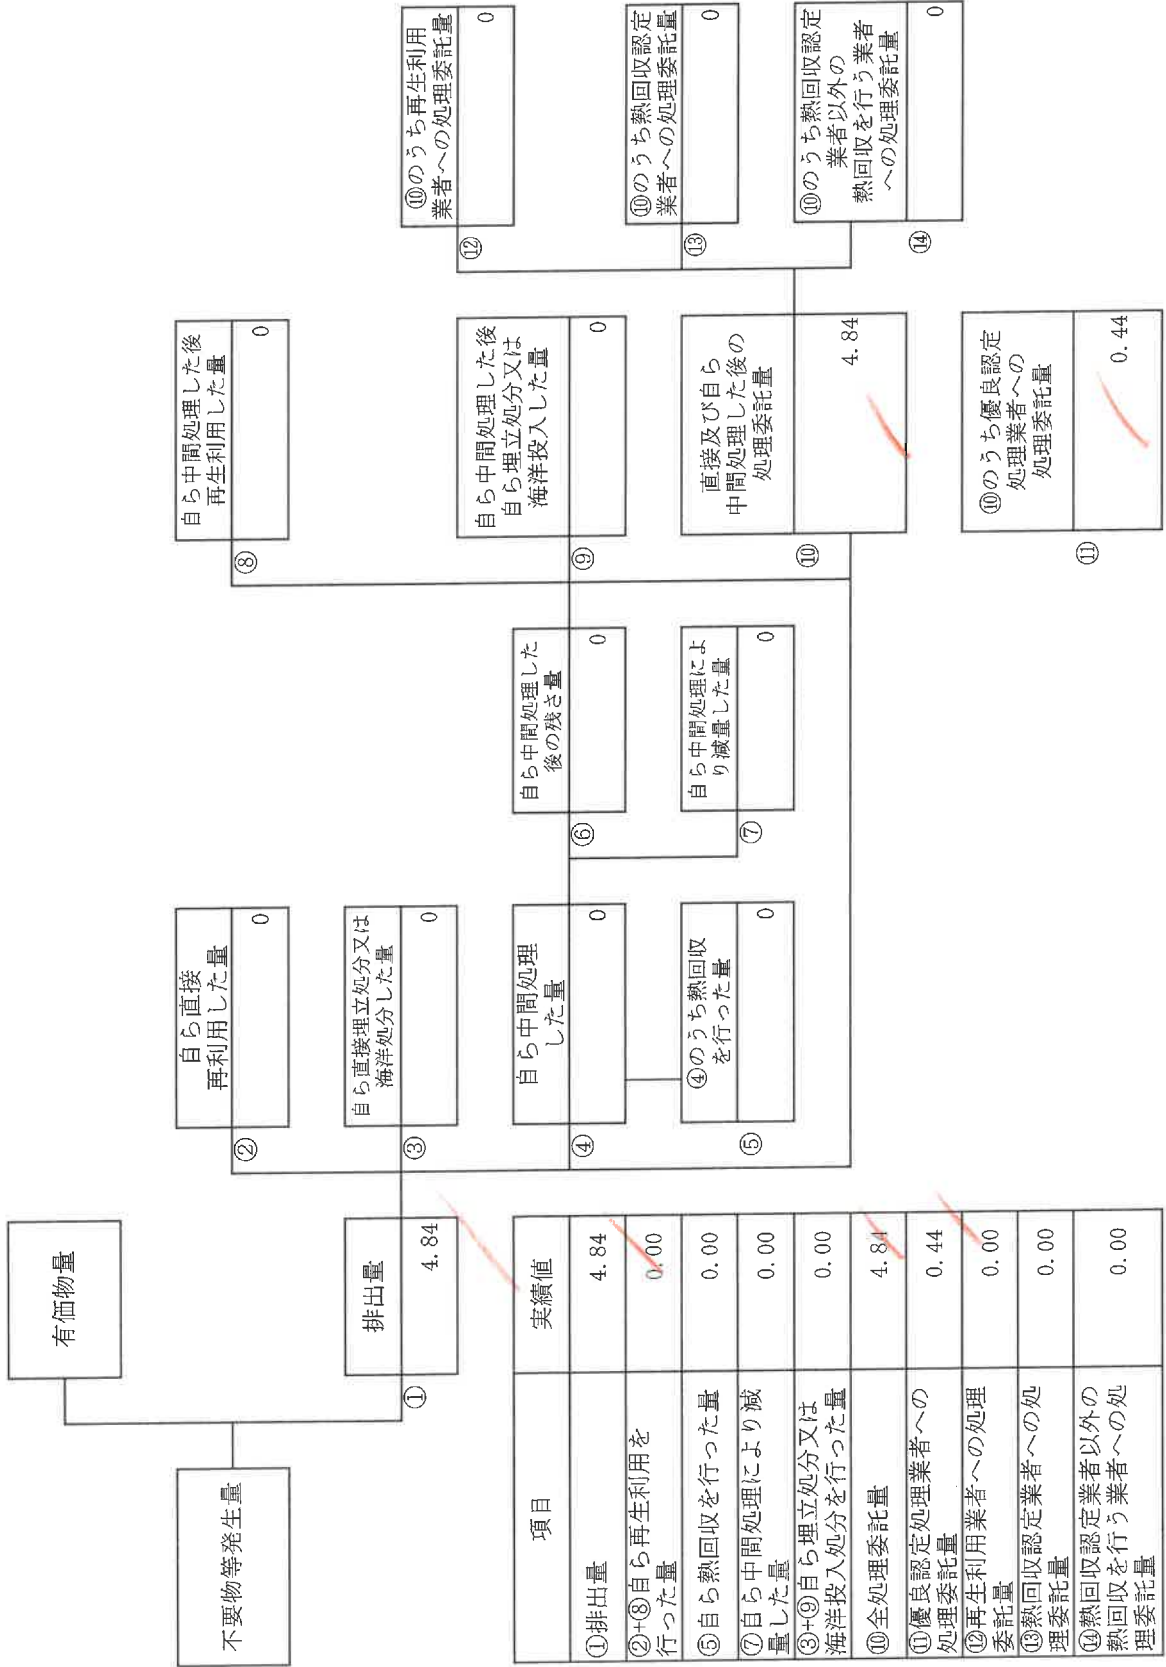 不要物等発生量
有価物量
排出量
①
4.84
自ら直接
再利用した量
②
0
自ら直接埋立処分又は
海洋処分した量
③
0
自ら中間処理
した量
④
0
④のうち熱回収
を行った量
⑤
0
自ら中間処理した
後の残さ量
⑥
0
自ら中間処理によ
り減量した量
⑦
0
自ら中間処理した後
再生利用した量
⑧
0
自ら中間処理した後
自ら埋立処分又は
海洋投入した量
⑨
0
直接及び自ら
中間処理した後の
処理委託量
⑩
4.84
⑩のうち優良認定
処理業者への
処理委託量
⑪
0.44
⑩のうち再生利用
業者への処理委託量
⑫
0
⑩のうち熱回収認定
業者への処理委託量
⑬
0
⑩のうち熱回収認定
業者以外の
熱回収を行う業者
への処理委託量
⑭
0
項目 実績値
①排出量 4.84
②+⑧自ら再生利用を
行った量 0.00
⑤自ら熱回収を行った量 0.00
⑦自ら中間処理により減
量した量 0.00
③+⑨自ら埋立処分又は
海洋投入処分を行った量 0.00
⑩全処理委託量 4.84
⑪優良認定処理業者への
処理委託量 0.44
⑫再生利用業者への処理
委託量 0.00
⑬熱回収認定業者への処
理委託量 0.00
⑭熱回収認定業者以外の
熱回収を行う業者への処
理委託量 0.00